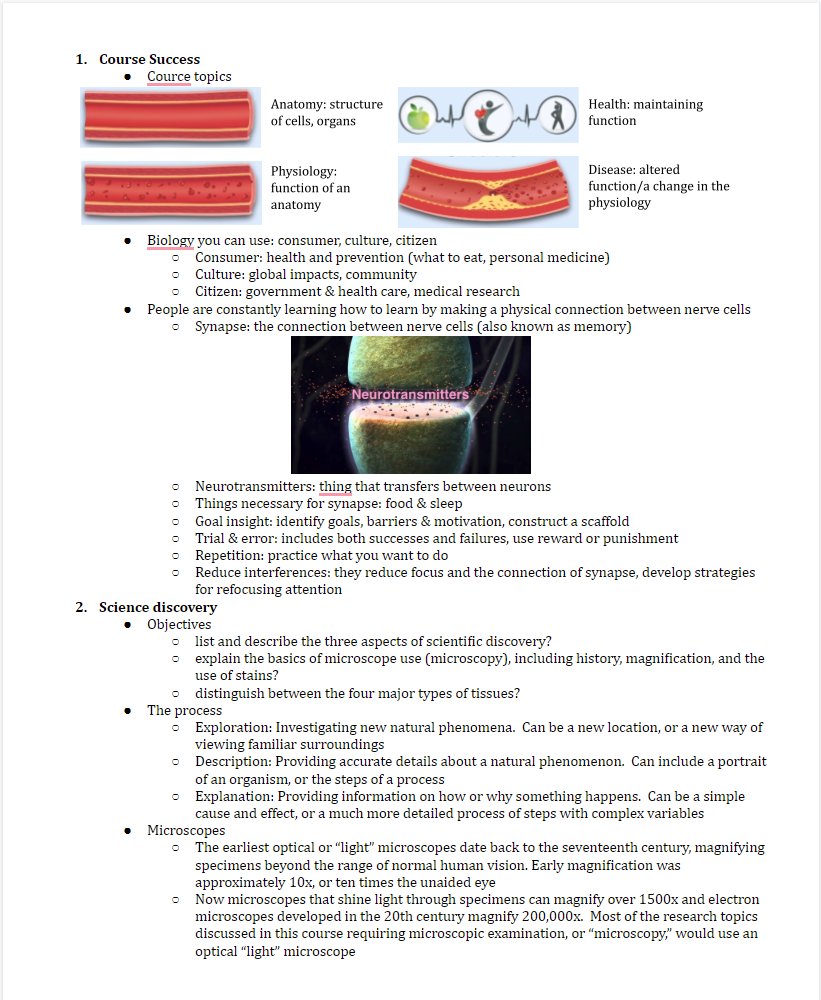 1. Course Success
● Cource topics
Anatomy: structure
of cells, organs
Health: maintaining
function
Physiology:
function of an
anatomy
Disease: altered
function/a change in the
physiology
● Biology you can use: consumer, culture, citizen
○ Consumer: health and prevention (what to eat, personal medicine)
○ Culture: global impacts, community
○ Citizen: government & health care, medical research
● People are constantly learning how to learn by making a physical connection between nerve cells
○ Synapse: the connection between nerve cells (also known as memory)
Neurotransmitters
○ Neurotransmitters: thing that transfers between neurons
○ Things necessary for synapse: food & sleep
○ Goal insight: identify goals, barriers & motivation, construct a scaffold
○ Trial & error: includes both successes and failures, use reward or punishment
○ Repetition: practice what you want to do
○ Reduce interferences: they reduce focus and the connection of synapse, develop strategies
for refocusing attention
2. Science discovery
● Objectives
○ list and describe the three aspects of scientific discovery?
○ explain the basics of microscope use (microscopy), including history, magnification, and the
use of stains?
○ distinguish between the four major types of tissues?
● The process
○ Exploration: Investigating new natural phenomena.  Can be a new location, or a new way of
viewing familiar surroundings
○ Description: Providing accurate details about a natural phenomenon.  Can include a portrait
of an organism, or the steps of a process
○ Explanation: Providing information on how or why something happens.  Can be a simple
cause and effect, or a much more detailed process of steps with complex variables
● Microscopes
○ The earliest optical or “light” microscopes date back to the seventeenth century, magnifying
specimens beyond the range of normal human vision. Early magnification was
approximately 10x, or ten times the unaided eye
○ Now microscopes that shine light through specimens can magnify over 1500x and electron
microscopes developed in the 20th century magnify 200,000x.  Most of the research topics
discussed in this course requiring microscopic examination, or “microscopy,” would use an
optical “light” microscope